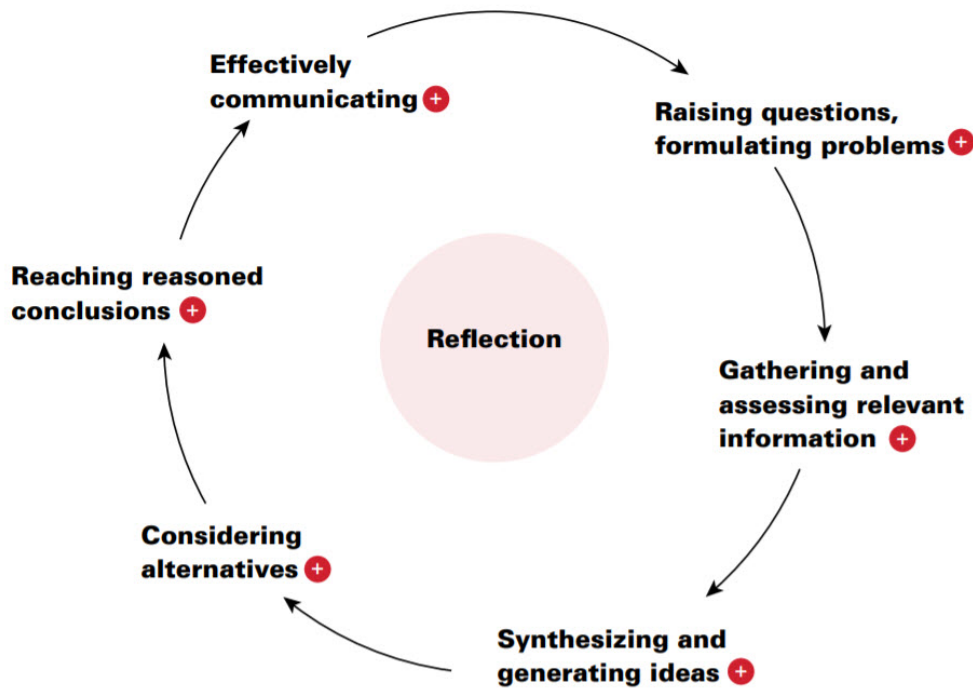 Effectively
communicating
Raising questions,
formulating problems
Gathering and
assessing relevant
information
Synthesizing and
generating ideas
Considering
alternatives
Reaching reasoned
conclusions
Reflection